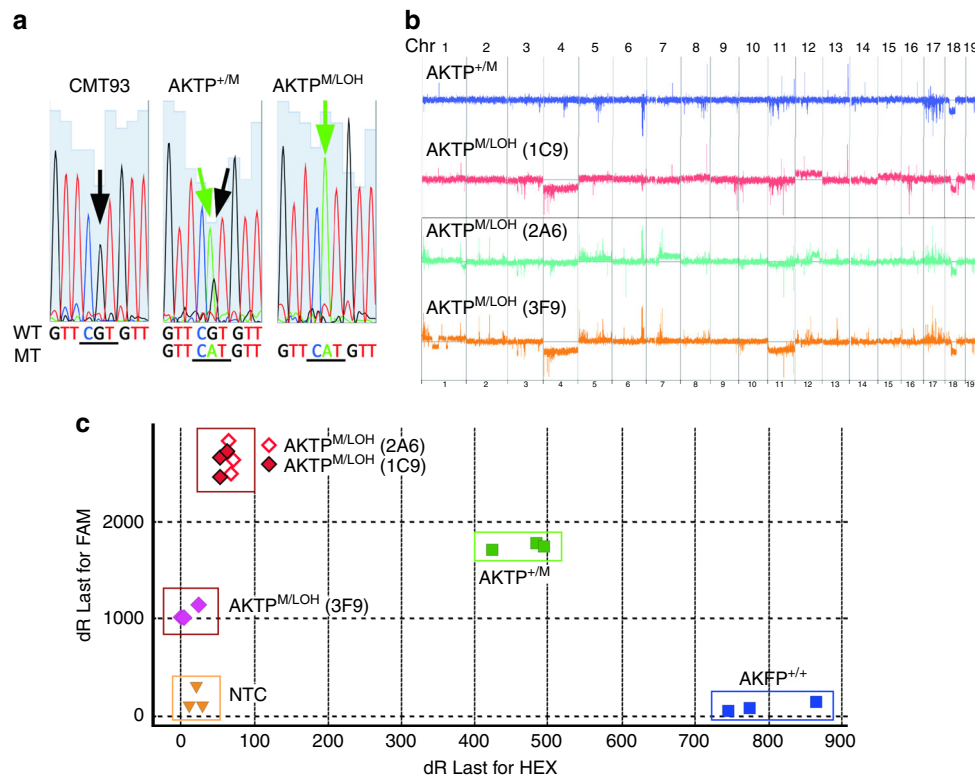 a
CMT93 AKTP+/M AKTPM/LOH
WT GTT CGT GTT GTT CGT GTT
MT GTT CAT GTT GTT CAT GTT
b
Chr 1 2 3 4 5 6 7 8 9 10 11 12 13 14 15 16 17 18 19
AKTP+/M
AKTPM/LOH (1C9)
AKTPM/LOH (2A6)
AKTPM/LOH (3F9)
1 2 3 4 5 6 7 8 9 10 11 12 13 14 15 16 17 18 19
c
AKTPM/LOH (2A6)
AKTPM/LOH (1C9)
2000
AKTP+/M
AKTPM/LOH (3F9)
1000
AKFP+/+
NTC
0
dR Last for FAM
0 100 200 300 400 500 600 700 800 900
dR Last for HEX